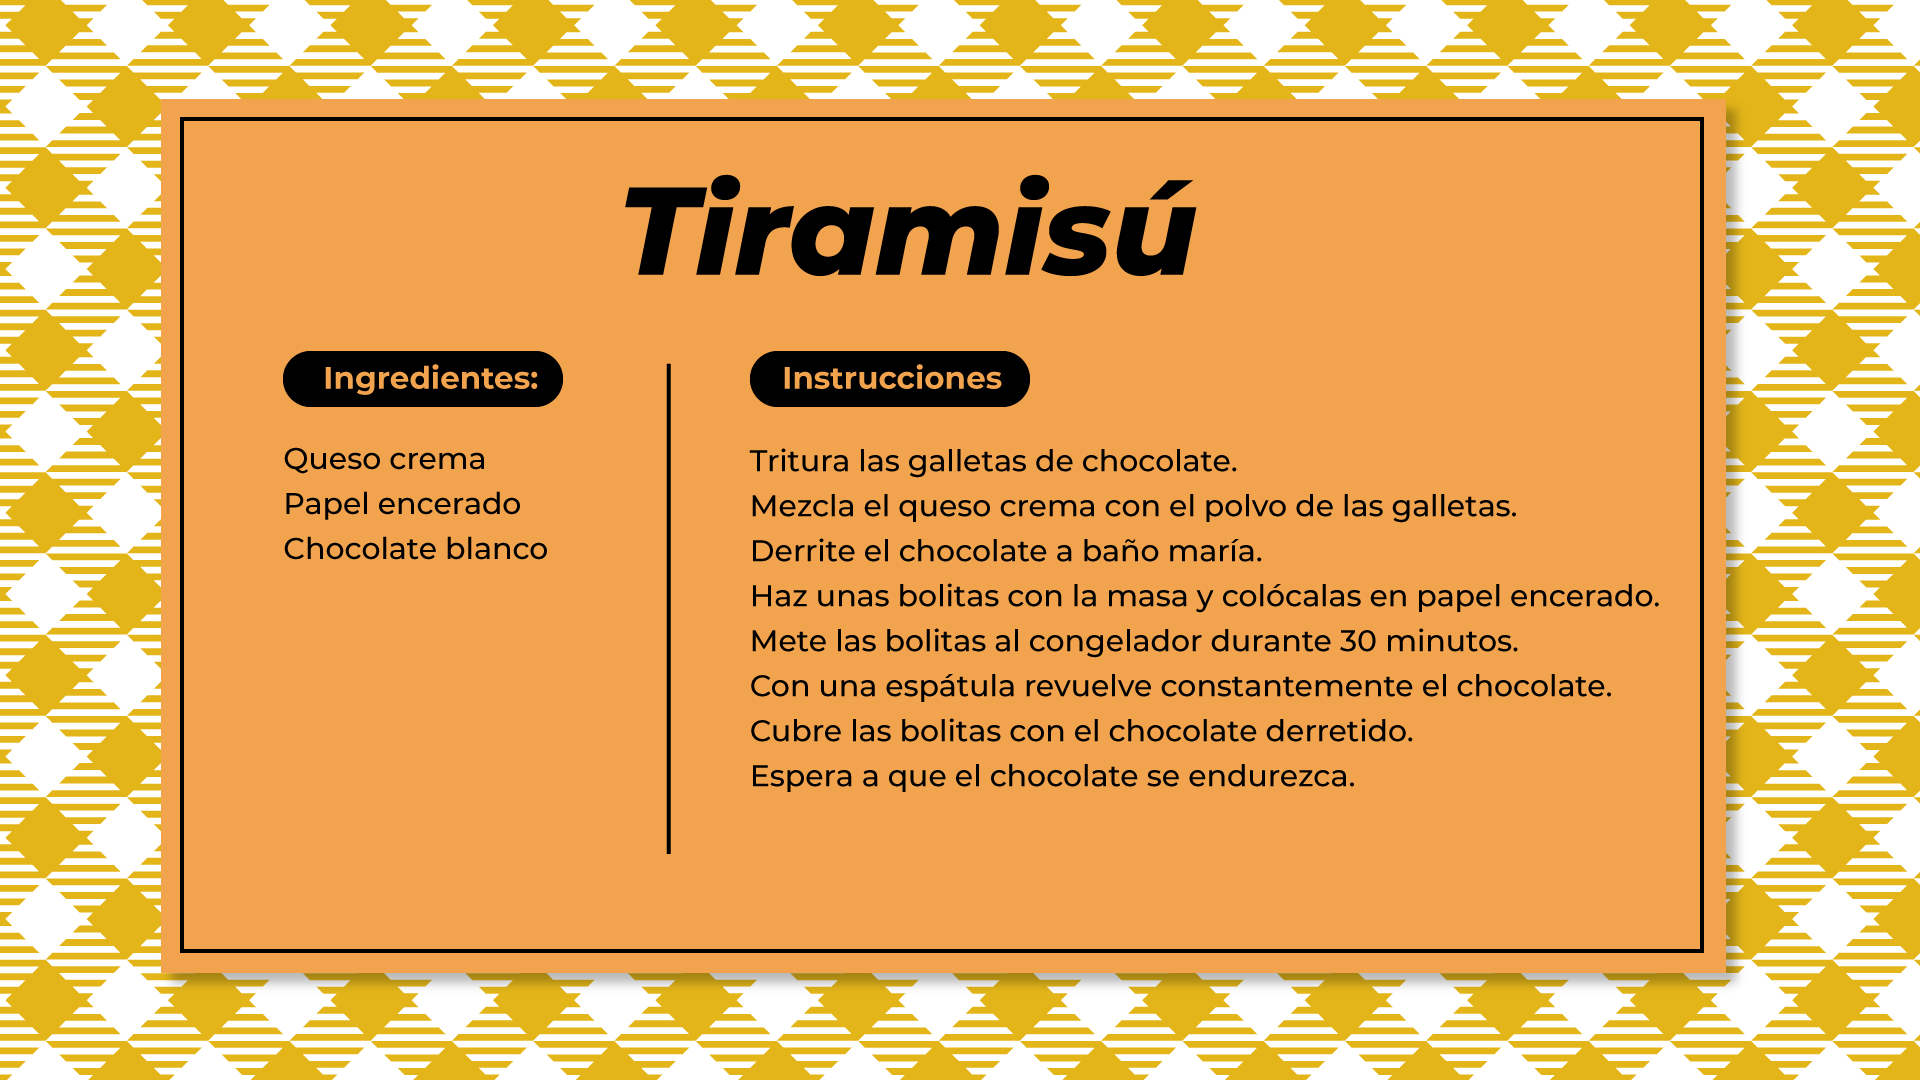 Tiramisú
Ingredientes:
Queso crema
Papel encerado
Chocolate blanco
Instrucciones
Tritura las galletas de chocolate.
Mezcla el queso crema con el polvo de las galletas.
Derrite el chocolate a baño maría.
Haz unas bolitas con la masa y colócalas en papel encerado.
Mete las bolitas al congelador durante 30 minutos.
Con una espátula revuelve constantemente el chocolate.
Cubre las bolitas con el chocolate derretido.
Espera a que el chocolate se endurezca.